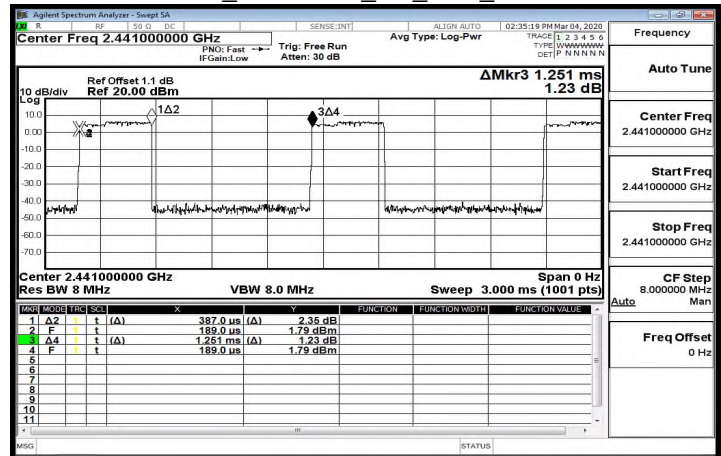 Agilent Spectrum Analyzer - Swept SA
R RF 50 Ω DC SENSE:INT ALIGN AUTO 02:35:19 PM Mar 04, 2020
Center Freq 2.441000000 GHz
PNO: Fast
IFGain:Low
Trig: Free Run
Atten: 30 dB
Avg Type: Log-Pwr
TRACE 1 2 3 4 5 6
TYPE WWWWWW
DET P N N N N N
ΔMkr3 1.251 ms
1.23 dB
Ref Offset 1.1 dB
10 dB/div Ref 20.00 dBm
Log
10.0
0.00
-10.0
-20.0
-30.0
-40.0
-50.0
-60.0
-70.0
1Δ2
3Δ4
Center 2.441000000 GHz Span 0 Hz
Res BW 8 MHz VBW 8.0 MHz Sweep 3.000 ms (1001 pts)
MKR MODE TRC SCL X Y FUNCTION FUNCTION WIDTH FUNCTION VALUE
1 Δ2 1 t (Δ) 387.0 µs (Δ) 2.35 dB
2 F 1 t 189.0 µs 1.79 dBm
3 Δ4 1 t (Δ) 1.251 ms (Δ) 1.23 dB
4 F 1 t 189.0 µs 1.79 dBm
5
6
7
8
9
10
11
MSG STATUS
Frequency
Auto Tune
Center Freq
2.441000000 GHz
Start Freq
2.441000000 GHz
Stop Freq
2.441000000 GHz
CF Step
8.000000 MHz
Auto Man
Freq Offset
0 Hz